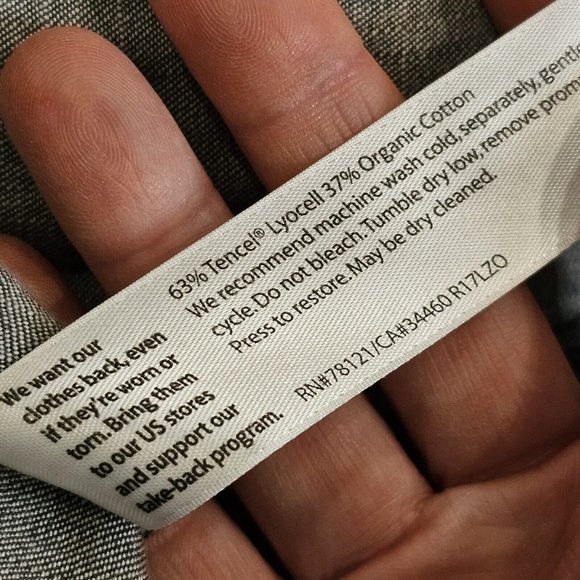 63% Tencel® Lyocell 37% Organic Cotton
We recommend machine wash cold, separately, gentle
cycle. Do not bleach. Tumble dry low, remove
Press to restore. May be dry cleaned.
RN#78121/CA#34460 R17LZO
We want our
clothes back, even
if they're worn or
torn. Bring them
to our US stores
and support our
take-back program.